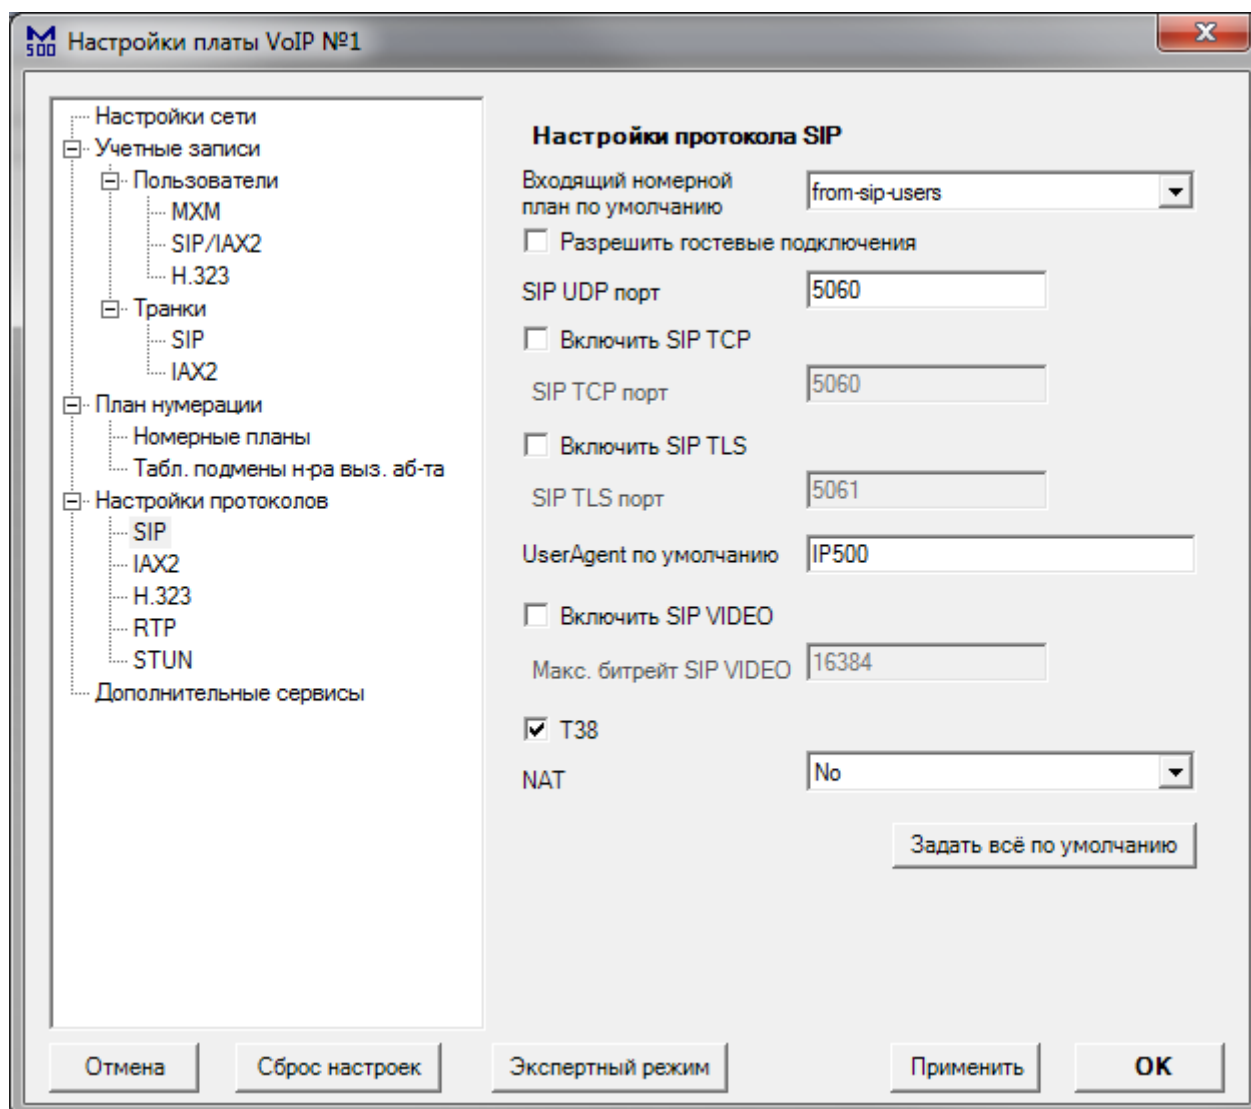 M
500
Настройки платы VoIP №1
X
Настройки сети
Учетные записи
Пользователи
MXM
SIP/IAX2
H.323
Транки
SIP
IAX2
План нумерации
Номерные планы
Табл. подмены н-ра выз. аб-та
Настройки протоколов
SIP
IAX2
H.323
RTP
STUN
Дополнительные сервисы
Настройки протокола SIP
Входящий номерной
план по умолчанию
from-sip-users
Разрешить гостевые подключения
SIP UDP порт
5060
Включить SIP TCP
SIP TCP порт
5060
Включить SIP TLS
SIP TLS порт
5061
UserAgent по умолчанию
IP500
Включить SIP VIDEO
Макс. битрейт SIP VIDEO
16384
T38
NAT
No
Задать всё по умолчанию
Отмена
Сброс настроек
Экспертный режим
Применить
OK